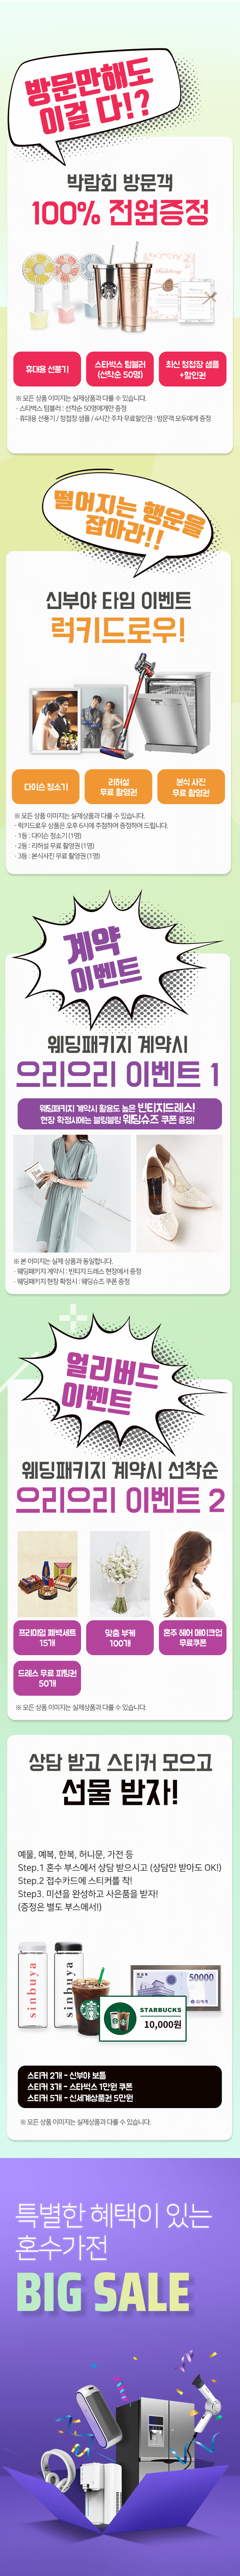 방문만해도
이걸 다!?
박람회 방문객
100% 전원증정
휴대용 선풍기
스타벅스 텀블러
(선착순 50명)
최신 청첩장 샘플
+할인권
※ 모든 상품 이미지는 실제상품과 다를 수 있습니다.
· 스타벅스 텀블러 : 선착순 50명에게만 증정
· 휴대용 선풍기 / 청첩장 샘플 / 4시간 주차 무료할인권 : 방문객 모두에게 증정
떨어지는 행운을
잡아라!!
신부야 타임 이벤트
럭키드로우!
다이슨 청소기
리허설
무료 촬영권
본식 사진
무료 촬영권
※ 모든 상품 이미지는 실제상품과 다를 수 있습니다.
- 럭키드로우 상품은 오후 6시에 추첨하여 증정하여 드립니다.
· 1등 : 다이슨 청소기 (1명)
· 2등 : 리허설 무료 촬영권 (1명)
· 3등 : 본식사진 무료 촬영권 (1명)
계약
이벤트
웨딩패키지 계약시
으리으리 이벤트 1
웨딩패키지 계약시 활용도 높은 빈티지드레스!
현장 확정시에는 블링블링 웨딩슈즈 쿠폰 증정!
※ 본 이미지는 실제 상품과 동일합니다.
· 웨딩패키지 계약시 : 빈티지 드레스 현장에서 증정
· 웨딩패키지 현장 확정시 : 웨딩슈즈 쿠폰 증정
얼리버드
이벤트
웨딩패키지 계약시 선착순
으리으리 이벤트 2
프리미엄 폐백세트
15개
맞춤 부케
100개
혼주 헤어 메이크업
무료쿠폰
드레스 무료 피팅권
50개
※ 모든 상품 이미지는 실제상품과 다를 수 있습니다.
상담 받고 스티커 모으고
선물 받자!
예물, 예복, 한복, 허니문, 가전 등
Step.1 혼수 부스에서 상담 받으시고 (상담만 받아도 OK!)
Step.2 접수카드에 스티커를 착!
Step3. 미션을 완성하고 사은품을 받자!
(증정은 별도 부스에서!)
sinbuya
sinbuya
STARBUCKS
10,000원
50000
스티커 2개 - 신부야 보틀
스티커 3개 - 스타벅스 1만원 쿠폰
스티커 5개 - 신세계상품권 5만원
※ 모든 상품 이미지는 실제상품과 다를 수 있습니다.
특별한 혜택이 있는
혼수가전
BIG SALE